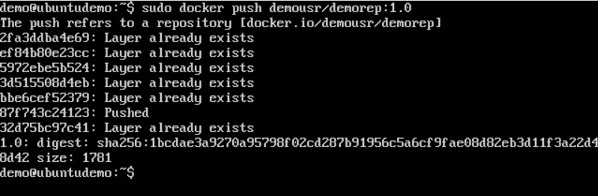 demo@ubuntudemo:~$ sudo docker push demousr/demorep:1.0
The push refers to a repository [docker.io/demousr/demorep]
2fa3ddba4e69: Layer already exists
ef84b80e23cc: Layer already exists
5972ebe5b524: Layer already exists
3d515508d4eb: Layer already exists
bbe6cef52379: Layer already exists
87f743c24123: Pushed
32d75bc97c41: Layer already exists
1.0: digest: sha256:1bcdae3a9270a95798f02cd287b91956c5a6cf9fae08d82eb3d11f3a22d4
8d42 size: 1781
demo@ubuntudemo:~$